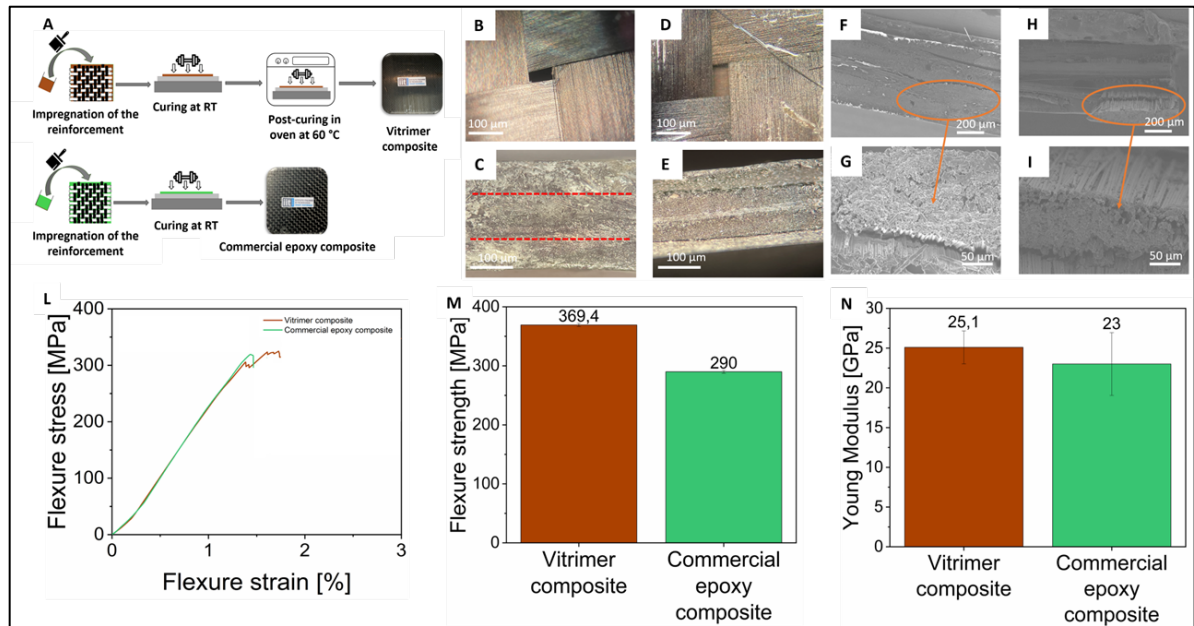 A
Impregnation of the
reinforcement
Curing at RT
Post-curing in
oven at 60 °C
Vitrimer
composite
Impregnation of the
reinforcement
Curing at RT
Commercial epoxy composite
B
100 µm
D
100 µm
F
200 µm
H
200 µm
C
100 µm
E
100 µm
G
50 µm
I
50 µm
L
Vitrimer composite
Commercial epoxy composite
Flexure stress [MPa]
400
300
200
100
0
0
1
2
3
Flexure strain [%]
M
Flexure strength [MPa]
400
300
200
100
0
369,4
290
Vitrimer
composite
Commercial
epoxy
composite
N
Young Modulus [GPa]
30
25
20
15
10
5
0
25,1
23
Vitrimer
composite
Commercial
epoxy
composite